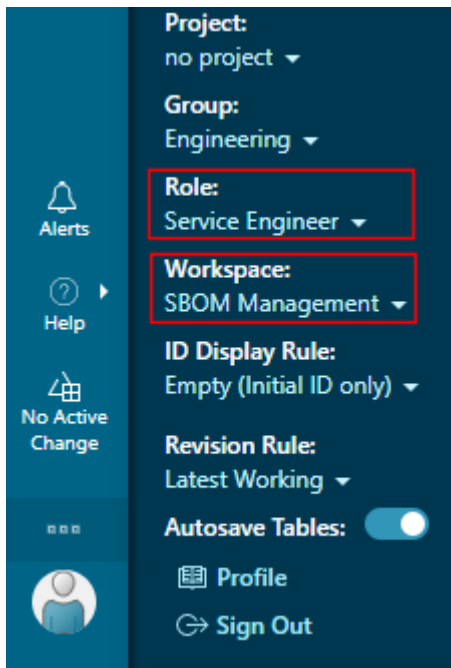 Project:
no project
Group:
Engineering
Role:
Service Engineer
Workspace:
SBOM Management
ID Display Rule:
Empty (Initial ID only)
Revision Rule:
Latest Working
Autosave Tables:
Profile
Sign Out
Alerts
Help
No Active
Change